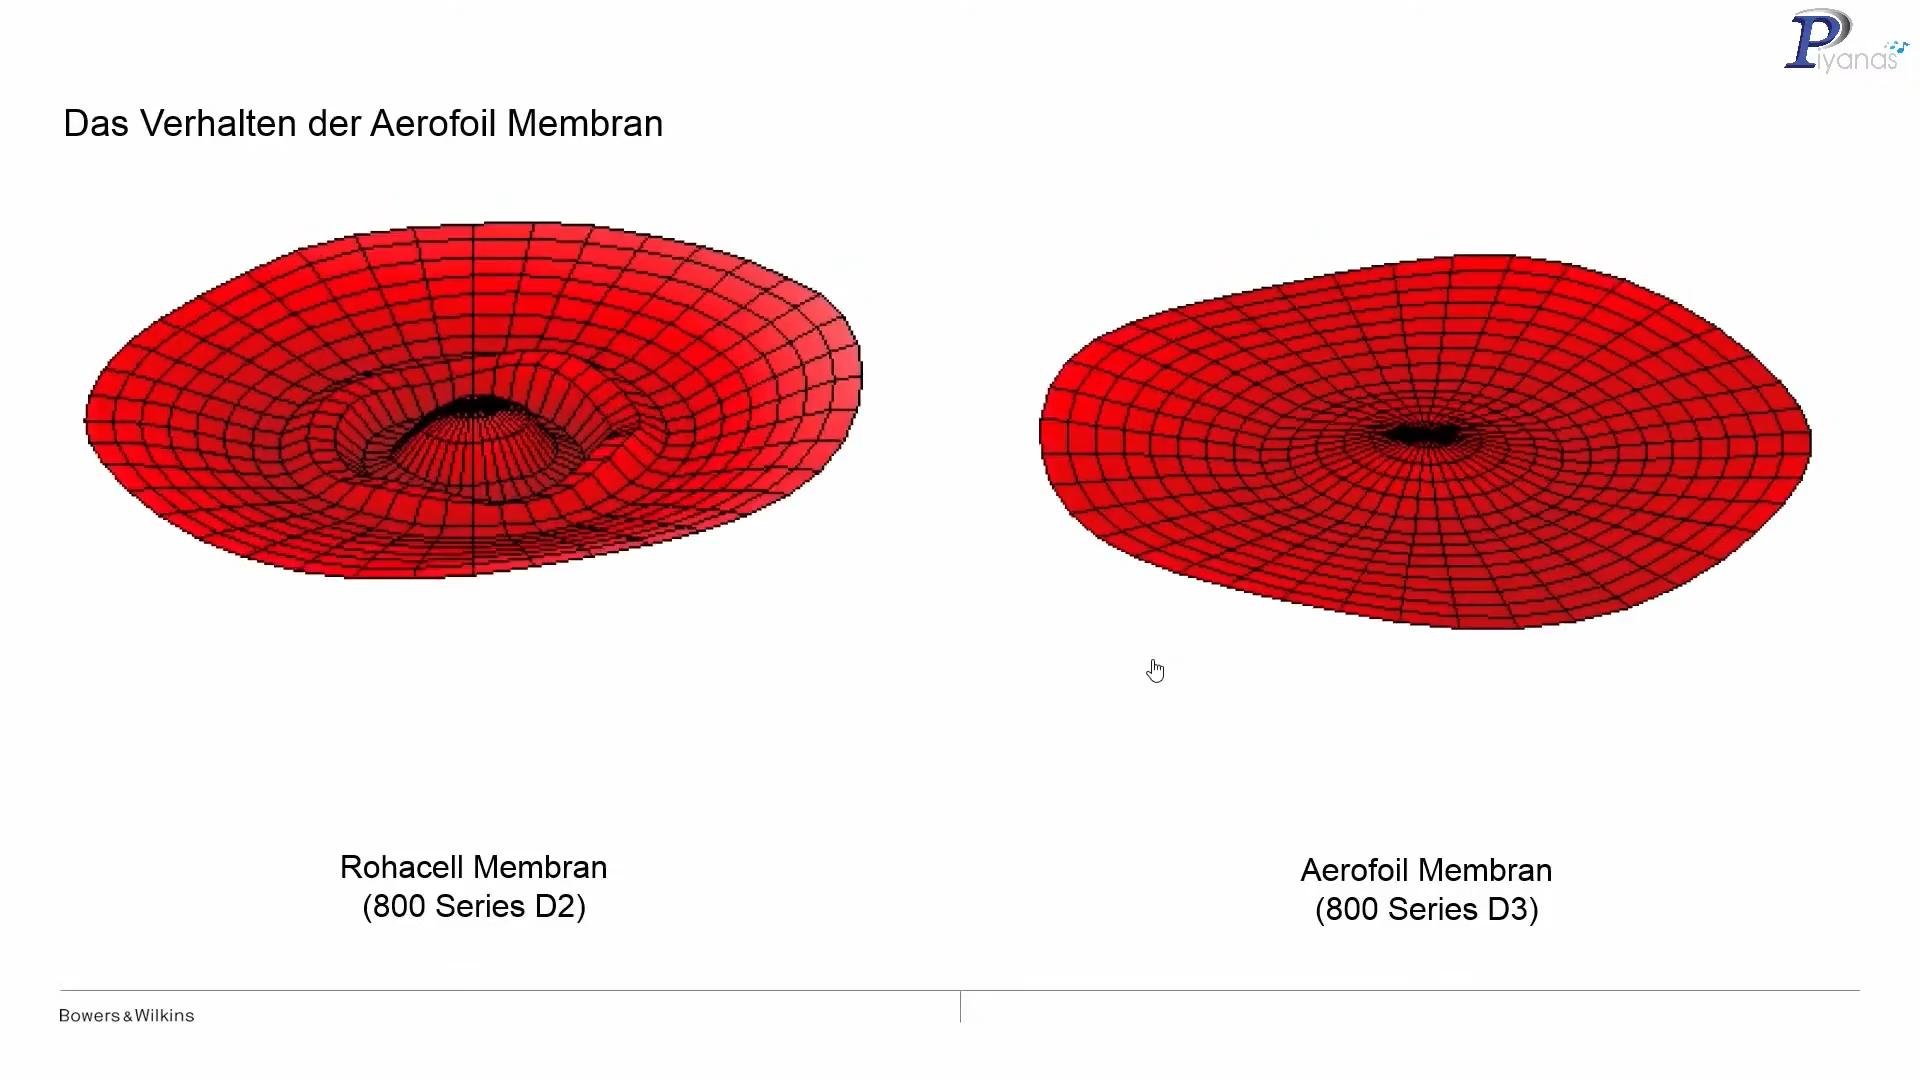 Piyanas
Das Verhalten der Aerofoil Membran
Rohacell Membran
(800 Series D2)
Aerofoil Membran
(800 Series D3)
Bowers & Wilkins